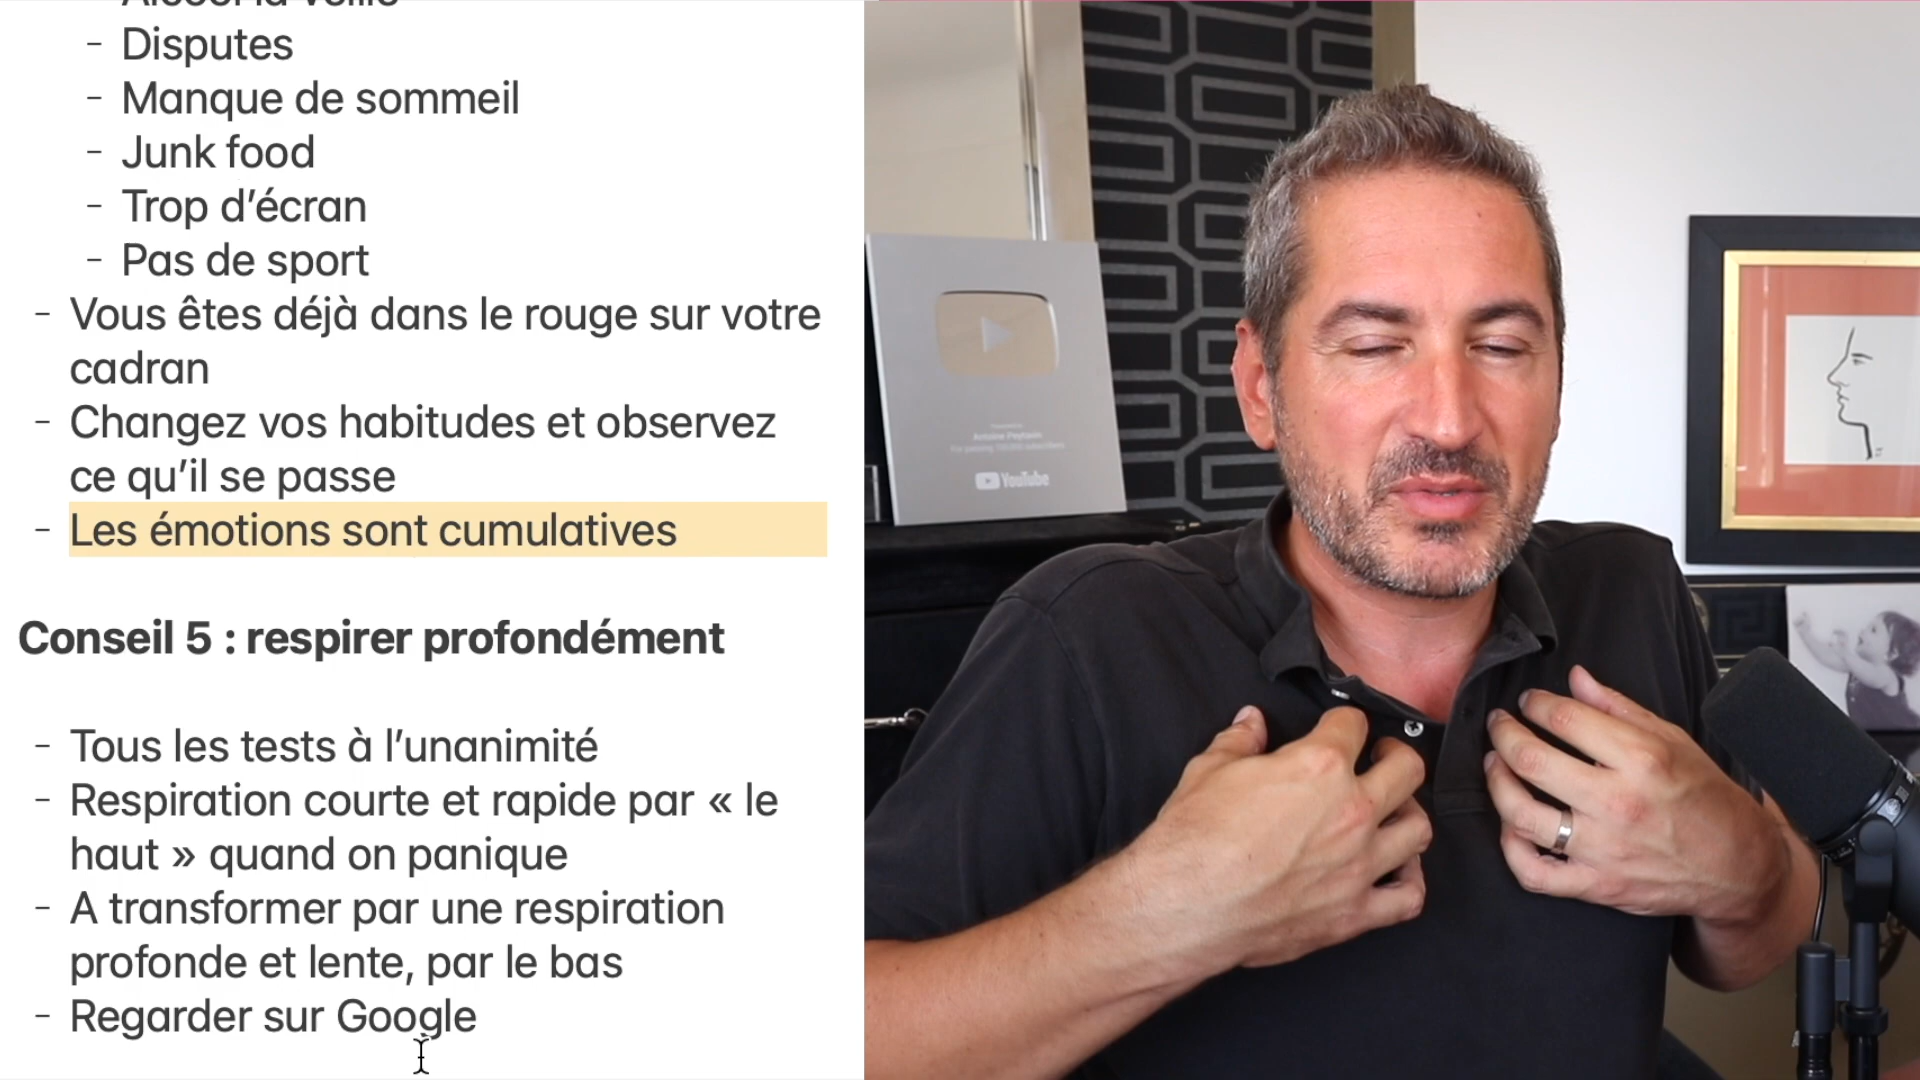 - Disputes
- Manque de sommeil
- Junk food
- Trop d’écran
- Pas de sport
- Vous êtes déjà dans le rouge sur votre
cadran
- Changez vos habitudes et observez
ce qu’il se passe
- Les émotions sont cumulatives
Conseil 5 : respirer profondément
- Tous les tests à l’unanimité
- Respiration courte et rapide par « le
haut » quand on panique
- A transformer par une respiration
profonde et lente, par le bas
- Regarder sur Google
YouTube